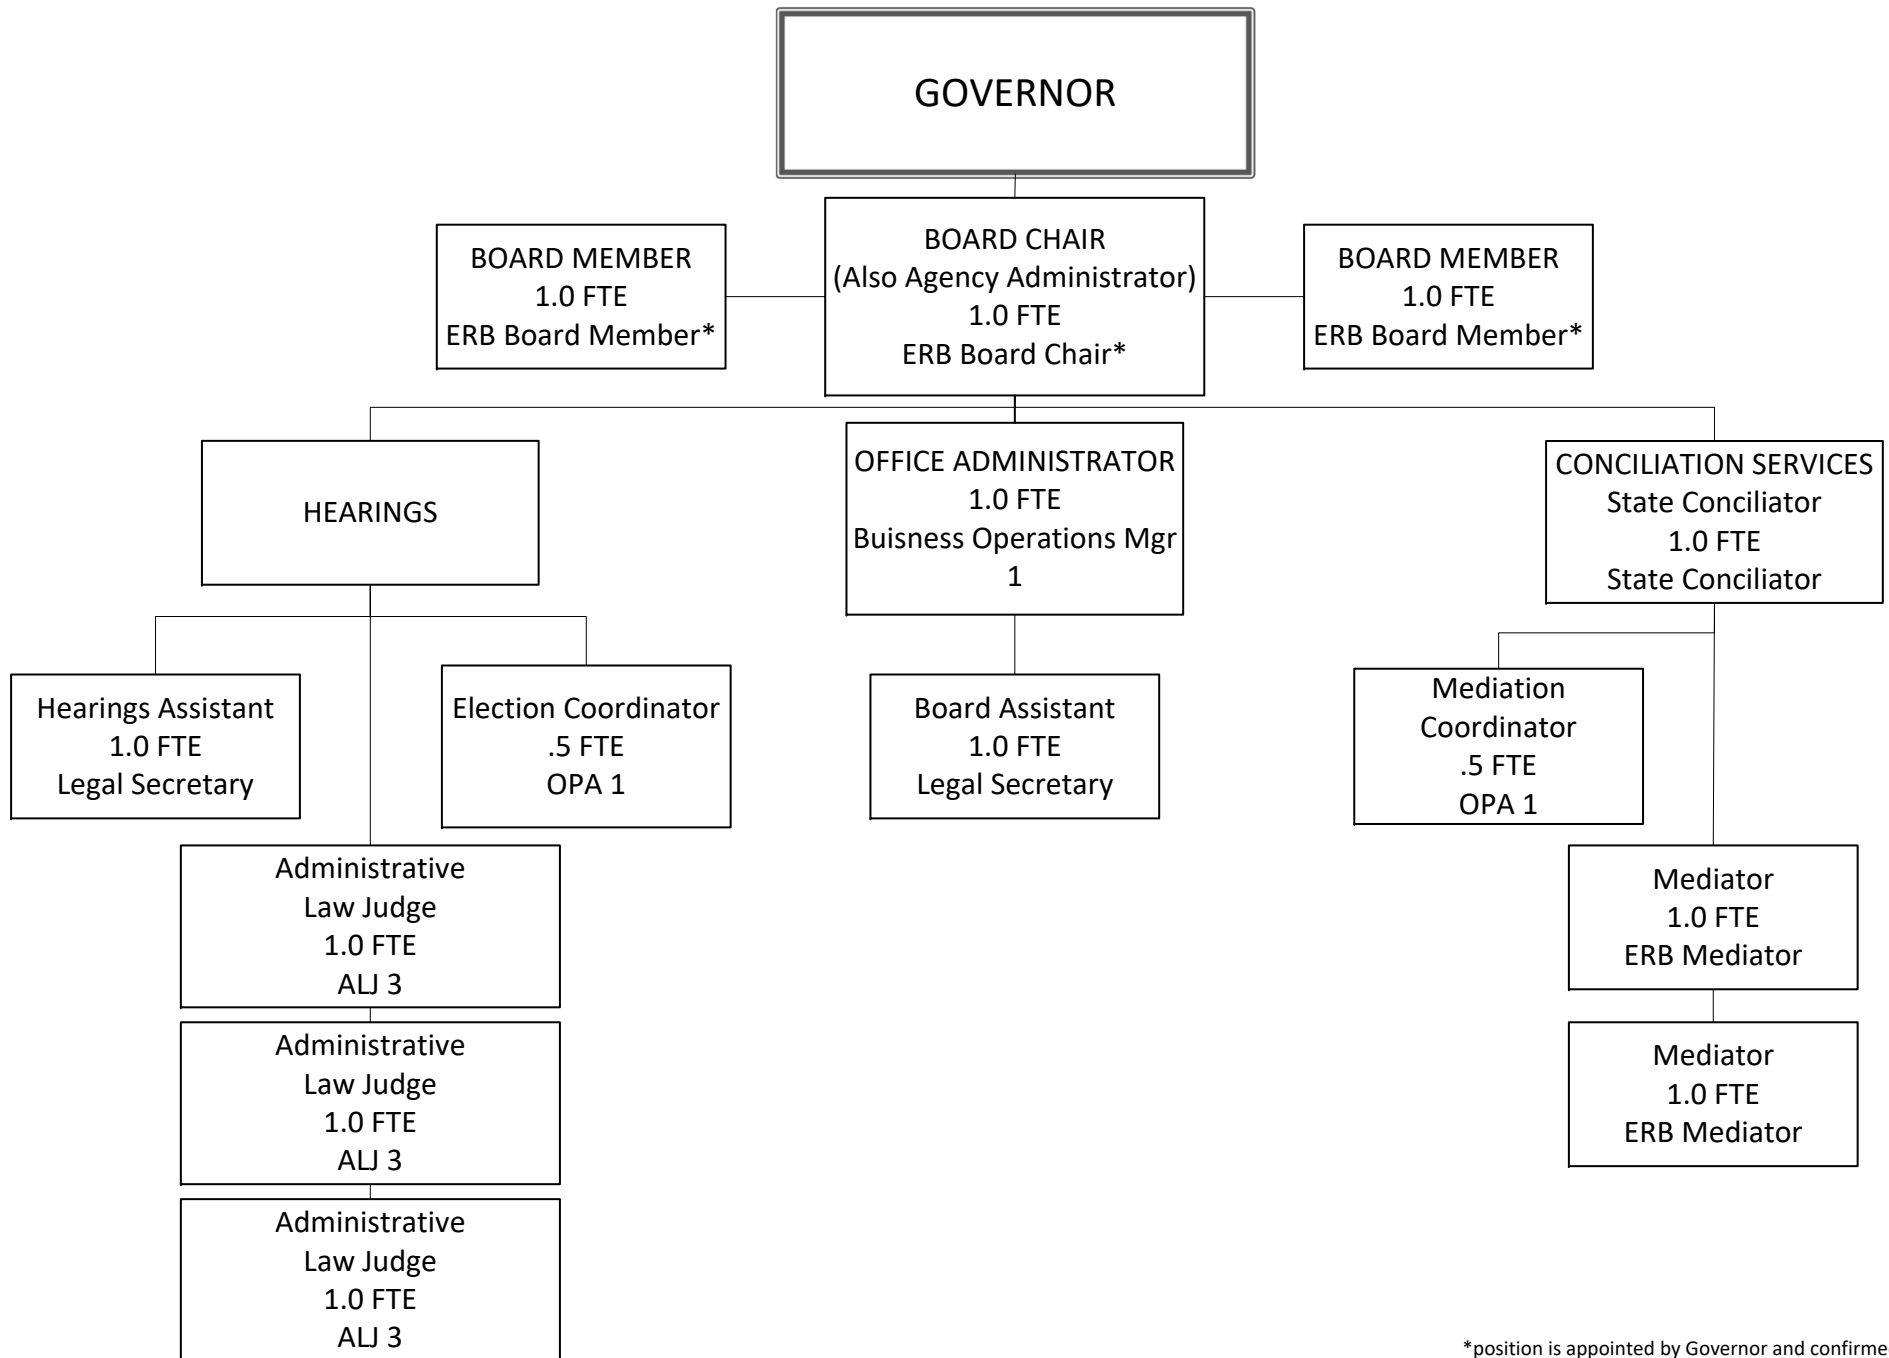 GOVERNOR
BOARD MEMBER
1.0 FTE
ERB Board Member*
BOARD CHAIR
(Also Agency Administrator)
1.0 FTE
ERB Board Chair*
BOARD MEMBER
1.0 FTE
ERB Board Member*
HEARINGS
OFFICE ADMINISTRATOR
1.0 FTE
Buisness Operations Mgr
1
CONCILIATION SERVICES
State Conciliator
1.0 FTE
State Conciliator
Hearings Assistant
1.0 FTE
Legal Secretary
Election Coordinator
.5 FTE
OPA 1
Board Assistant
1.0 FTE
Legal Secretary
Mediation
Coordinator
.5 FTE
OPA 1
Administrative
Law Judge
1.0 FTE
ALJ 3
Mediator
1.0 FTE
ERB Mediator
Administrative
Law Judge
1.0 FTE
ALJ 3
Mediator
1.0 FTE
ERB Mediator
Administrative
Law Judge
1.0 FTE
ALJ 3
*position is appointed by Governor and confirme